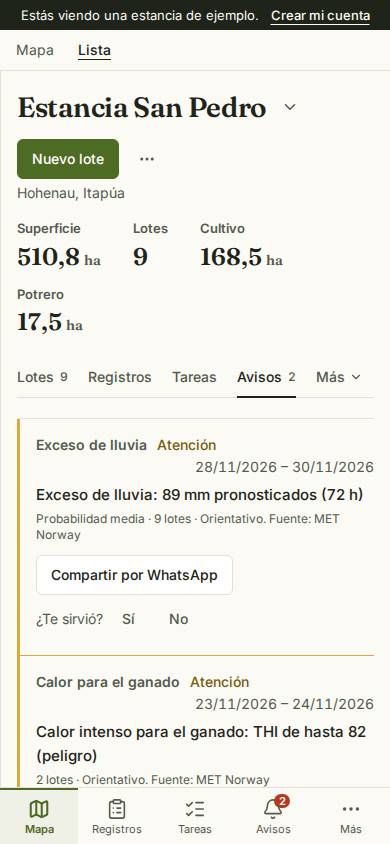 Estás viendo una estancia de ejemplo. Crear mi cuenta
Mapa Lista
Estancia San Pedro
Nuevo lote ...
Hohenau, Itapúa
Superficie Lotes Cultivo
510,8 ha 9 168,5 ha
Potrero
17,5 ha
Lotes 9 Registros Tareas Avisos 2 Más
Exceso de lluvia Atención
28/11/2026 – 30/11/2026
Exceso de lluvia: 89 mm pronosticados (72 h)
Probabilidad media · 9 lotes · Orientativo. Fuente: MET
Norway
Compartir por WhatsApp
¿Te sirvió? Sí No
Calor para el ganado Atención
23/11/2026 – 24/11/2026
Calor intenso para el ganado: THI de hasta 82
(peligro)
2 lotes · Orientativo. Fuente: MET Norway
2
Mapa Registros Tareas Avisos Más